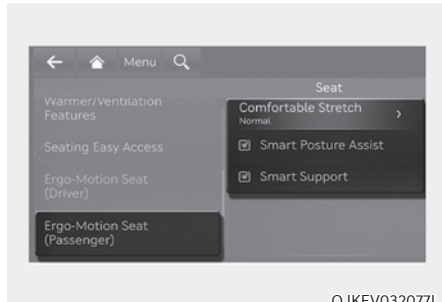 Menu
Seat
Warmer/Ventilation
Features
Seating Easy Access
Ergo-Motion Seat
(Driver)
Ergo-Motion Seat
(Passenger)
Comfortable Stretch
Normal
Smart Posture Assist
Smart Support
OJKEV032077L